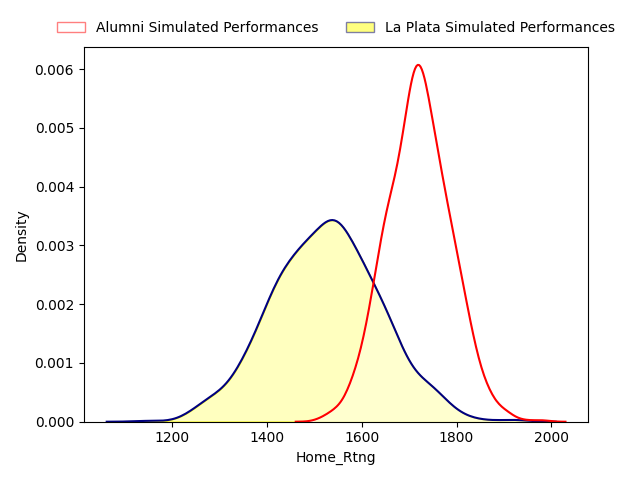 Alumni Simulated Performances La Plata Simulated Performances
0.006
0.005
0.004
0.003
0.002
0.001
0.000
Density
1200 1400 1600 1800 2000
Home_Rtng